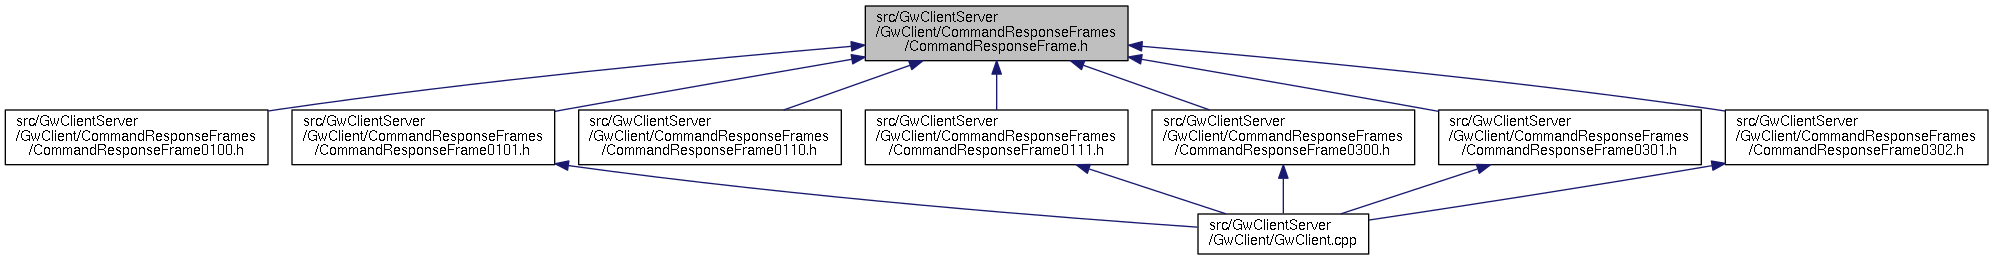 src/GwClientServer
/GwClient/CommandResponseFrames
/CommandResponseFrame.h
src/GwClientServer
/GwClient/CommandResponseFrames
/CommandResponseFrame0100.h
src/GwClientServer
/GwClient/CommandResponseFrames
/CommandResponseFrame0101.h
src/GwClientServer
/GwClient/CommandResponseFrames
/CommandResponseFrame0110.h
src/GwClientServer
/GwClient/CommandResponseFrames
/CommandResponseFrame0111.h
src/GwClientServer
/GwClient/CommandResponseFrames
/CommandResponseFrame0300.h
src/GwClientServer
/GwClient/CommandResponseFrames
/CommandResponseFrame0301.h
src/GwClientServer
/GwClient/CommandResponseFrames
/CommandResponseFrame0302.h
src/GwClientServer
/GwClient/GwClient.cpp